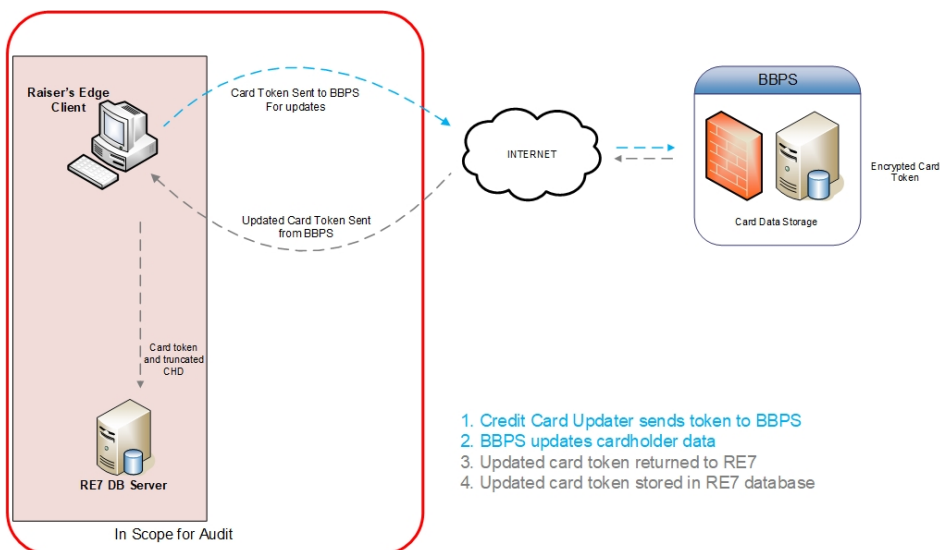 Raiser's Edge
Client
Card Token Sent to BBPS
For updates
INTERNET
BBPS
Encrypted Card
Token
Card Data Storage
Updated Card Token Sent
from BBPS
Card token
and truncated
CHD
RE7 DB Server
In Scope for Audit
1. Credit Card Updater sends token to BBPS
2. BBPS updates cardholder data
3. Updated card token returned to RE7
4. Updated card token stored in RE7 database